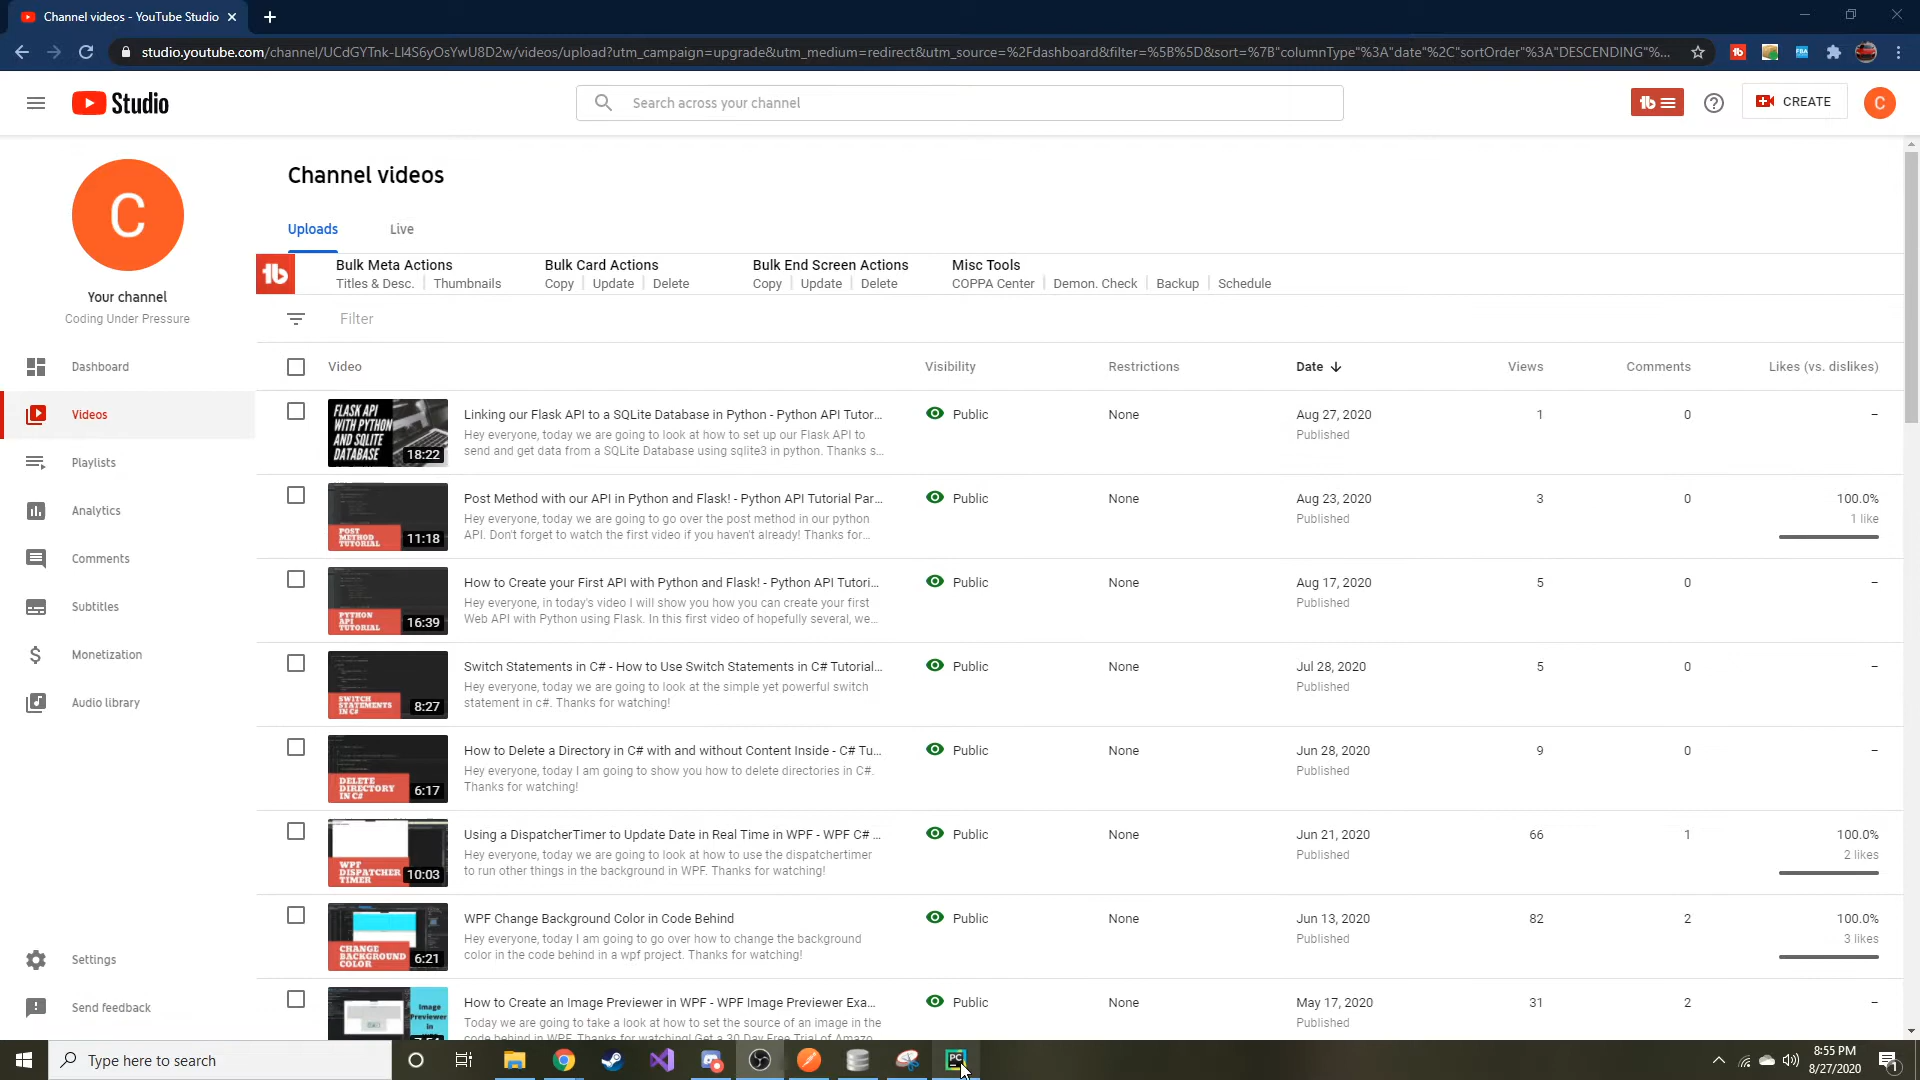 Channel videos - YouTube Studio
studio.youtube.com/channel/UCdGYTnk-LI4S6yOsYwU8D2w/videos/upload?utm_campaign=upgrade&utm_medium=redirect&utm_source=%2Fdashboard&filter=%5B%5D&sort=%7B"columnType"%3A"date"%2C"sortOrder"%3A"DESCENDING"%...
Studio
Search across your channel
CREATE
C
C
Your channel
Coding Under Pressure
Dashboard
Videos
Playlists
Analytics
Comments
Subtitles
Monetization
Audio library
Settings
Send feedback
Channel videos
Uploads Live
Bulk Meta Actions Bulk Card Actions Bulk End Screen Actions Misc Tools
Titles & Desc. Thumbnails Copy Update Delete Copy Update Delete COPPA Center Demon. Check Backup Schedule
Filter
Video Visibility Restrictions Date Views Comments Likes (vs. dislikes)
FLASK API
WITH PYTHON
AND SQLITE
DATABASE
18:22
Linking our Flask API to a SQLite Database in Python - Python API Tutor... Public None Aug 27, 2020 1 0 –
Hey everyone, today we are going to look at how to set up our Flask API to Published
send and get data from a SQLite Database using sqlite3 in python. Thanks s...
POST
METHOD
TUTORIAL
11:18
Post Method with our API in Python and Flask! - Python API Tutorial Par... Public None Aug 23, 2020 3 0 100.0%
Hey everyone, today we are going to go over the post method in our python Published 1 like
API. Don't forget to watch the first video if you haven't already! Thanks for...
PYTHON
API
TUTORIAL
16:39
How to Create your First API with Python and Flask! - Python API Tutori... Public None Aug 17, 2020 5 0 –
Hey everyone, in today's video I will show you how you can create your first Published
Web API with Python using Flask. In this first video of hopefully several, we...
SWITCH
STATEMENTS
IN C#
8:27
Switch Statements in C# - How to Use Switch Statements in C# Tutorial... Public None Jul 28, 2020 5 0 –
Hey everyone, today we are going to look at the simple yet powerful switch Published
statement in c#. Thanks for watching!
DELETE
DIRECTORY
IN C#
6:17
How to Delete a Directory in C# with and without Content Inside - C# Tu... Public None Jun 28, 2020 9 0 –
Hey everyone, today I am going to show you how to delete directories in C#. Published
Thanks for watching!
WPF
DISPATCHER
TIMER
10:03
Using a DispatcherTimer to Update Date in Real Time in WPF - WPF C# ... Public None Jun 21, 2020 66 1 100.0%
Hey everyone, today we are going to look at how to use the dispatchertimer Published 2 likes
to run other things in the background in WPF. Thanks for watching!
CHANGE
BACKGROUND
COLOR
6:21
WPF Change Background Color in Code Behind Public None Jun 13, 2020 82 2 100.0%
Hey everyone, today I am going to go over how to change the background Published 3 likes
color in the code behind in a wpf project. Thanks for watching!
Image
Previewer
in
How to Create an Image Previewer in WPF - WPF Image Previewer Exa... Public None May 17, 2020 31 2 –
Today we are going to take a look at how to set the source of an image in the Published
code behind in WPF. Thanks for watching! Get a 30 Day Free Trial of Amazo
Type here to search
PC
8:55 PM
8/27/2020
1